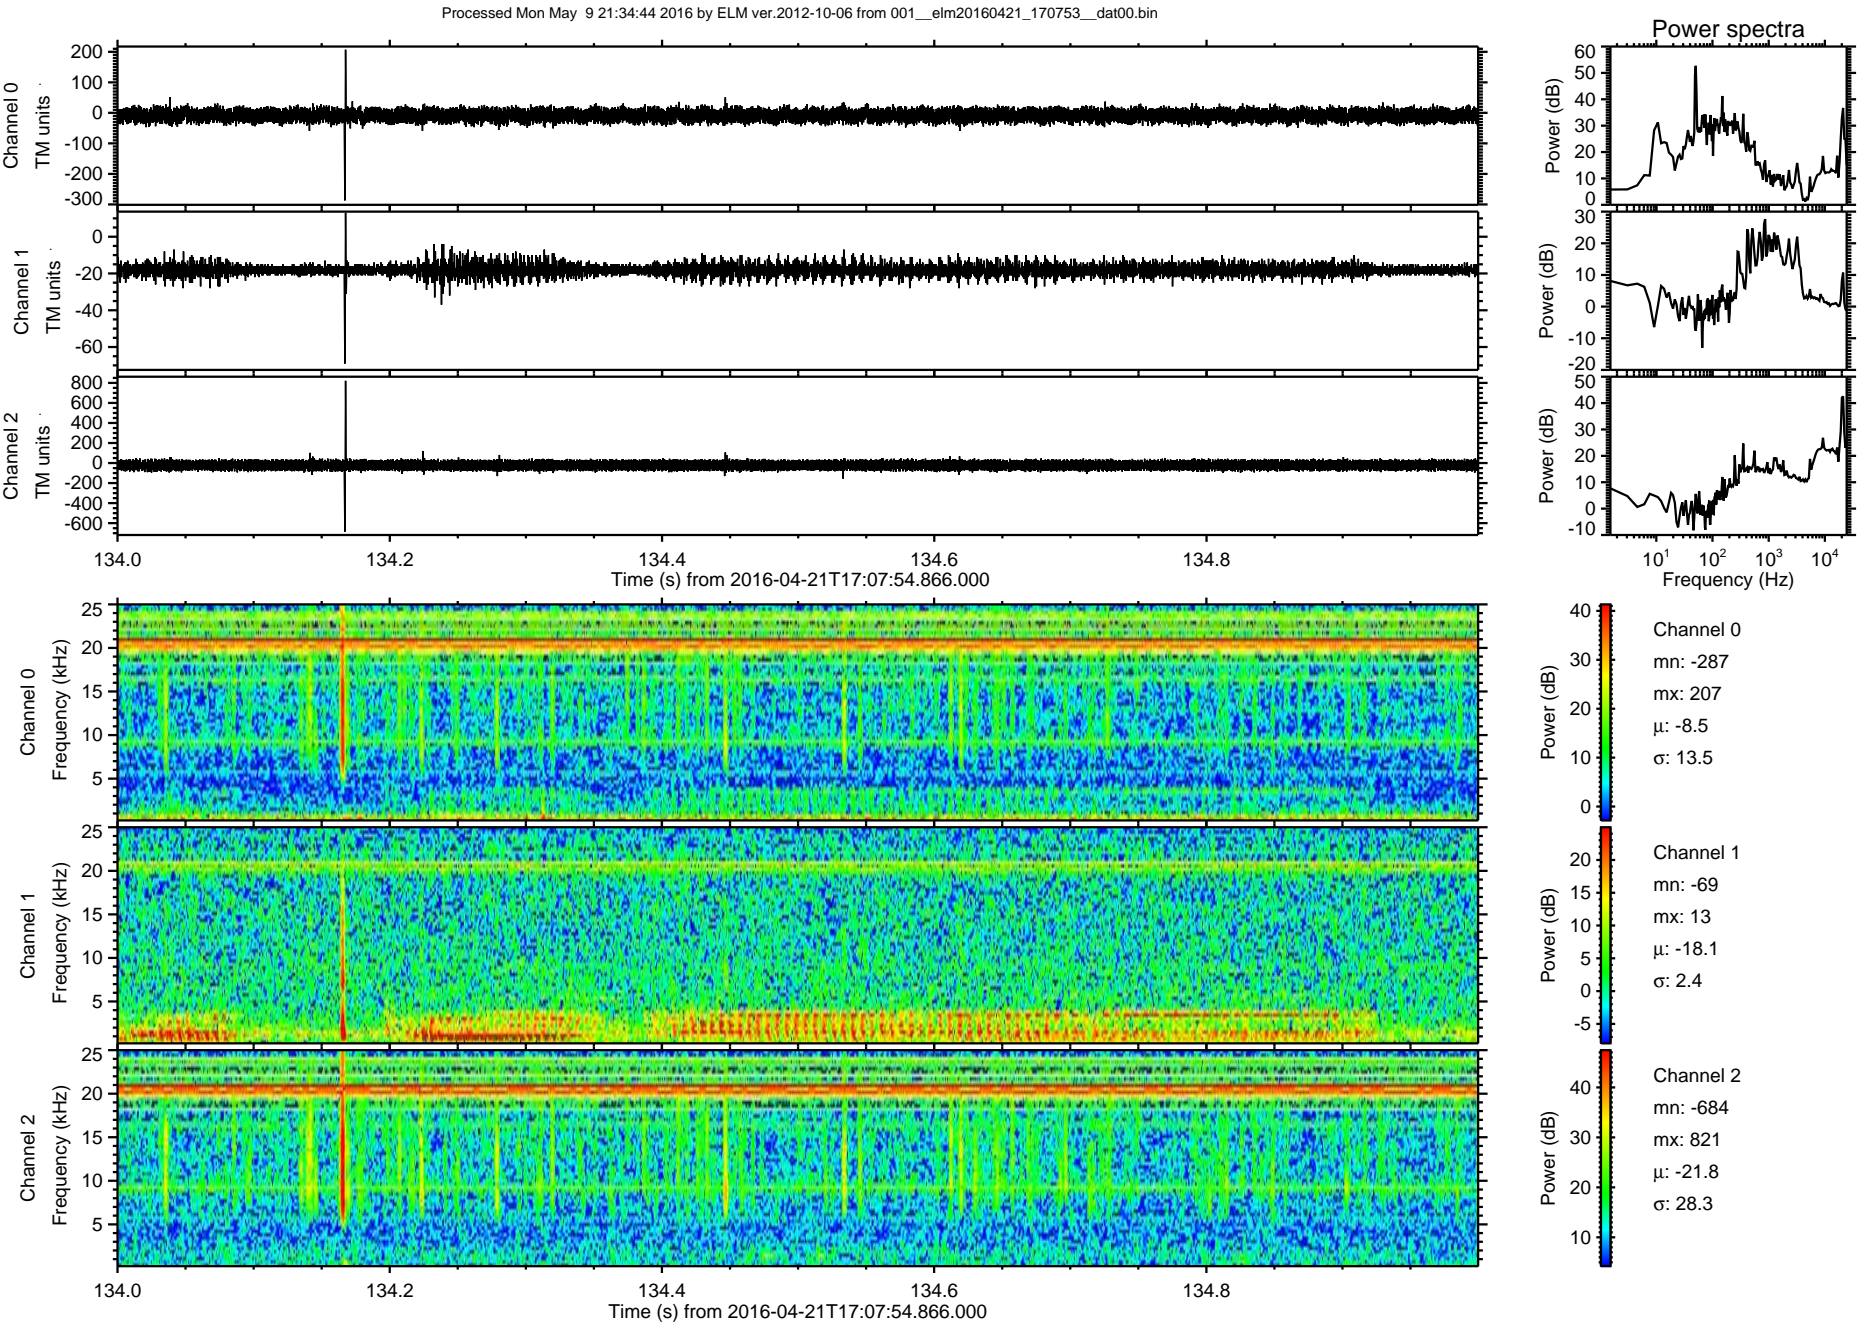 Processed Mon May  9 21:34:44 2016 by ELM ver.2012-10-06 from 001__elm20160421_170753__dat00.bin
Power spectra
Channel 0
TM units
200
100
0
-100
-200
-300
Power (dB)
60
50
40
30
20
10
0
Channel 1
TM units
0
-20
-40
-60
Power (dB)
30
20
10
0
-10
-20
Channel 2
TM units
800
600
400
200
0
-200
-400
-600
Power (dB)
50
40
30
20
10
0
-10
134.0 134.2 134.4 134.6 134.8
Time (s) from 2016-04-21T17:07:54.866.000
10^1 10^2 10^3 10^4
Frequency (Hz)
Channel 0
Frequency (kHz)
25
20
15
10
5
Power (dB)
40
30
20
10
0
Channel 0
mn: -287
mx: 207
μ: -8.5
σ: 13.5
Channel 1
Frequency (kHz)
25
20
15
10
5
Power (dB)
20
15
10
5
0
-5
Channel 1
mn: -69
mx: 13
μ: -18.1
σ: 2.4
Channel 2
Frequency (kHz)
25
20
15
10
5
Power (dB)
40
30
20
10
Channel 2
mn: -684
mx: 821
μ: -21.8
σ: 28.3
134.0 134.2 134.4 134.6 134.8
Time (s) from 2016-04-21T17:07:54.866.000